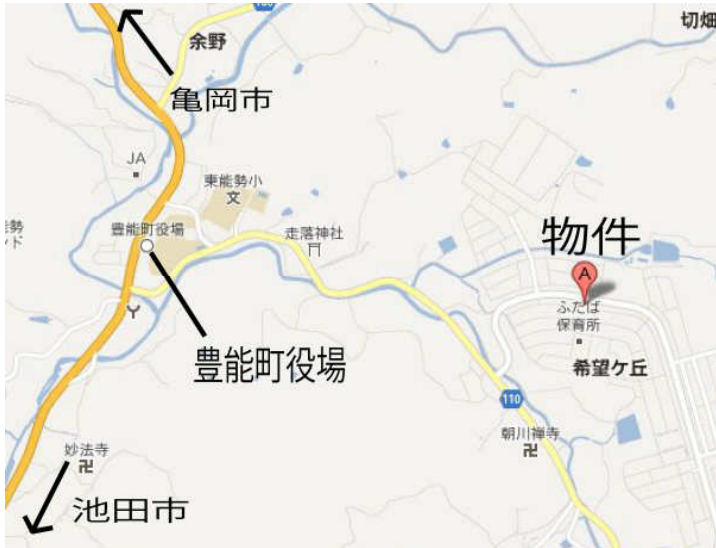 切畑
余野
亀岡市
JA
東能勢小
文
豊能町役場
走落神社
物件
A
ふたば
保育所
豊能町役場
希望ケ丘
110
朝川禅寺
妙法寺
池田市